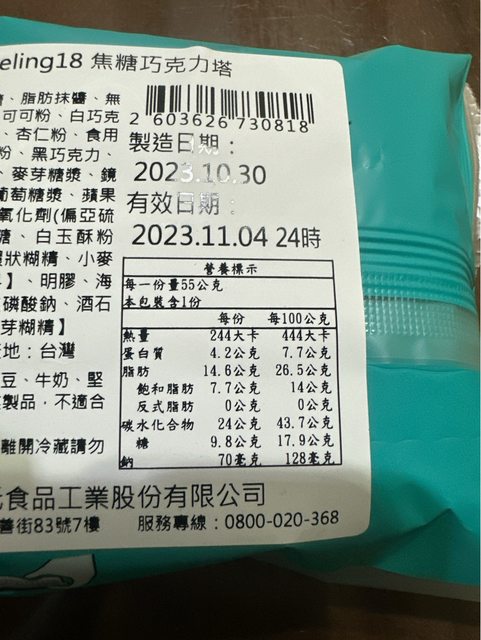 eling18 焦糖巧克力塔
、脂肪抹醬、無
可可粉、白巧克
、杏仁粉、食用
粉、黑巧克力、
、麥芽糖漿、鏡
葡萄糖漿、蘋果
氧化劑(偏亞硫
糖、白玉酥粉
環狀糊精、小麥
】、明膠、海
磷酸鈉、酒石
芽糊精】
地：台灣
豆、牛奶、堅
製品，不適合
離開冷藏請勿
2 603626 730818
製造日期：
2023.10.30
有效日期：
2023.11.04 24時
營養標示
每一份量55公克
本包裝含1份
每份 每100公克
熱量 244大卡 444大卡
蛋白質 4.2公克 7.7公克
脂肪 14.6公克 26.5公克
飽和脂肪 7.7公克 14公克
反式脂肪 0公克 0公克
碳水化合物 24公克 43.7公克
糖 9.8公克 17.9公克
鈉 70毫克 128毫克
食品工業股份有限公司
善街83號7樓 服務專線：0800-020-368